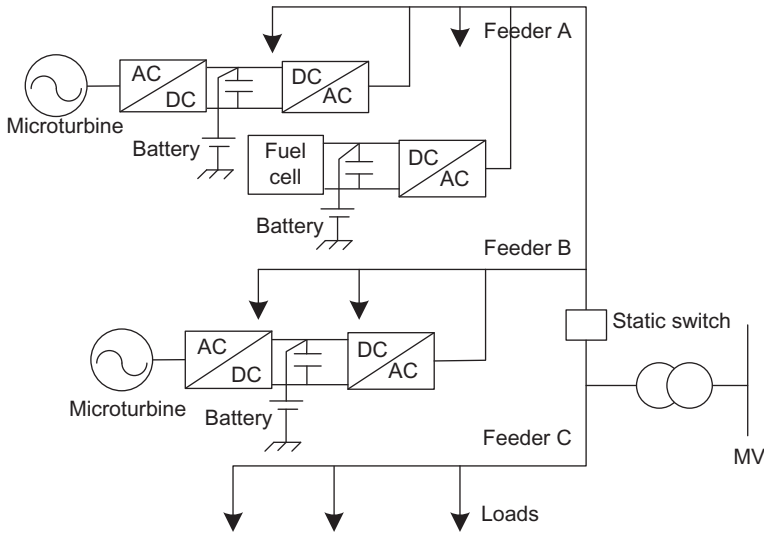 Feeder A
AC
DC
DC
AC
Microturbine
Battery
Fuel
cell
DC
AC
Battery
Feeder B
Static switch
AC
DC
DC
AC
Microturbine
Battery
Feeder C
MV
Loads